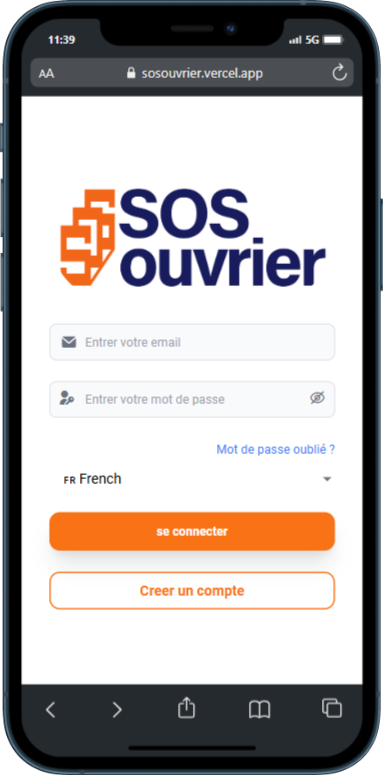 11:39
5G
AA
sosouvrier.vercel.app
SOS
ouvrier
Entrer votre email
Entrer votre mot de passe
Mot de passe oublié ?
FR French
se connecter
Creer un compte